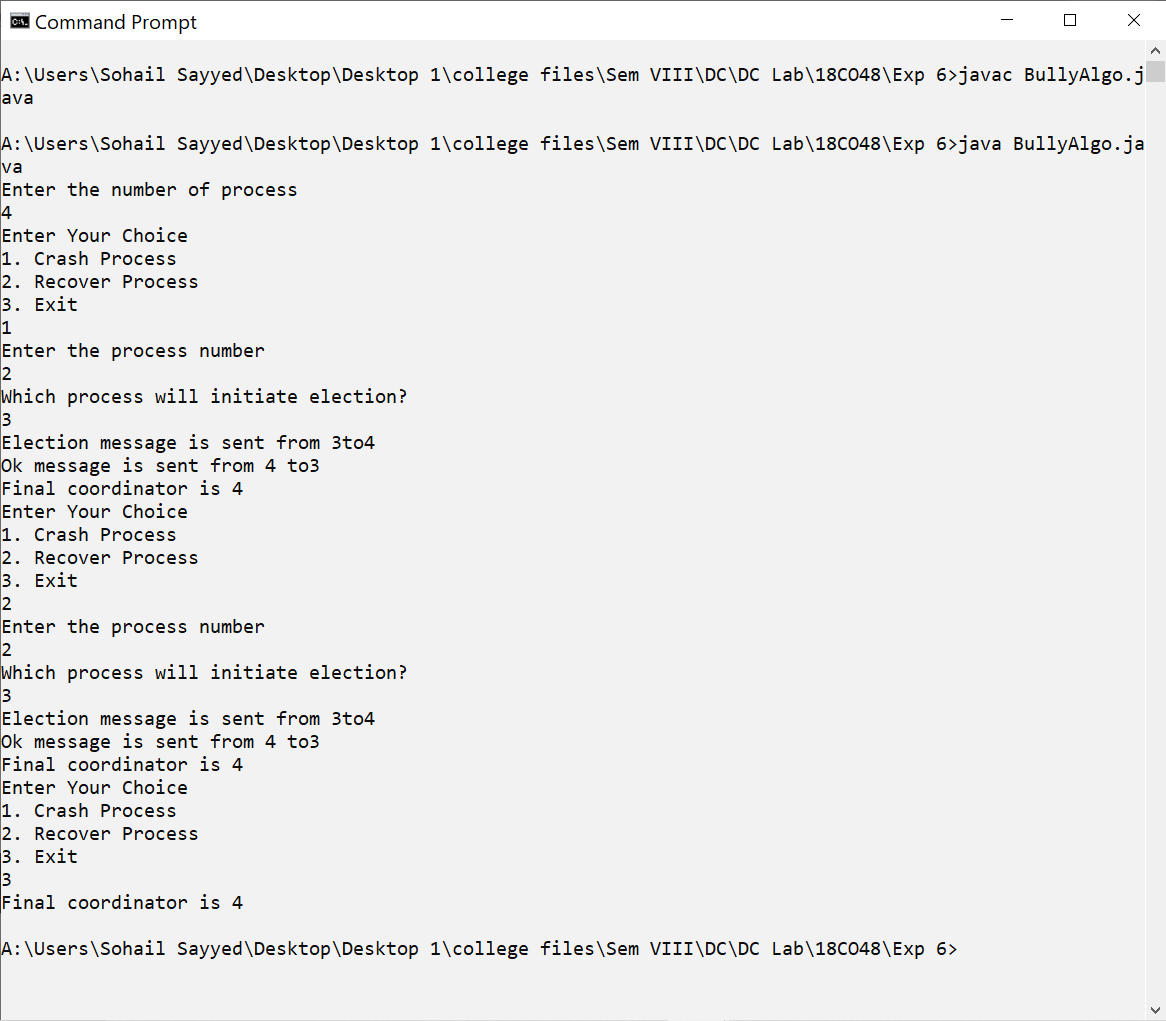 Command Prompt
A:\Users\Sohail Sayyed\Desktop\Desktop 1\college files\Sem VIII\DC\DC Lab\18CO48\Exp 6>javac BullyAlgo.j
ava
A:\Users\Sohail Sayyed\Desktop\Desktop 1\college files\Sem VIII\DC\DC Lab\18CO48\Exp 6>java BullyAlgo.ja
va
Enter the number of process
4
Enter Your Choice
1. Crash Process
2. Recover Process
3. Exit
1
Enter the process number
2
Which process will initiate election?
3
Election message is sent from 3to4
Ok message is sent from 4 to3
Final coordinator is 4
Enter Your Choice
1. Crash Process
2. Recover Process
3. Exit
2
Enter the process number
2
Which process will initiate election?
3
Election message is sent from 3to4
Ok message is sent from 4 to3
Final coordinator is 4
Enter Your Choice
1. Crash Process
2. Recover Process
3. Exit
3
Final coordinator is 4
A:\Users\Sohail Sayyed\Desktop\Desktop 1\college files\Sem VIII\DC\DC Lab\18CO48\Exp 6>